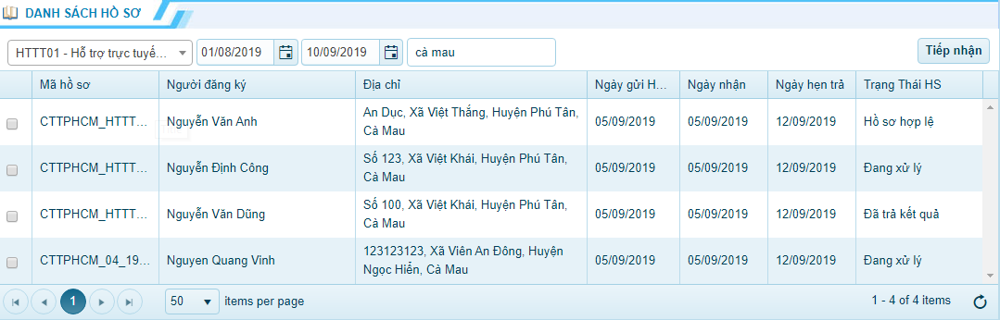 DANH SÁCH HỒ SƠ
HTTT01 - Hỗ trợ trực tuyế... 01/08/2019 10/09/2019 cà mau Tiếp nhận
Mã hồ sơ Người đăng ký Địa chỉ Ngày gửi H... Ngày nhận Ngày hẹn trả Trạng Thái HS
CTTPHCM_HTTT... Nguyễn Văn Anh An Dục, Xã Việt Thắng, Huyện Phú Tân, 05/09/2019 05/09/2019 12/09/2019 Hồ sơ hợp lệ
Cà Mau
CTTPHCM_HTTT... Nguyễn Định Công Số 123, Xã Việt Khái, Huyện Phú Tân, 05/09/2019 05/09/2019 12/09/2019 Đang xử lý
Cà Mau
CTTPHCM_HTTT... Nguyễn Văn Dũng Số 100, Xã Việt Khái, Huyện Phú Tân, 05/09/2019 05/09/2019 12/09/2019 Đã trả kết quả
Cà Mau
CTTPHCM_04_19... Nguyen Quang Vinh 123123123, Xã Viên An Đông, Huyện 05/09/2019 05/09/2019 12/09/2019 Đang xử lý
Ngọc Hiển, Cà Mau
1 50 items per page 1 - 4 of 4 items